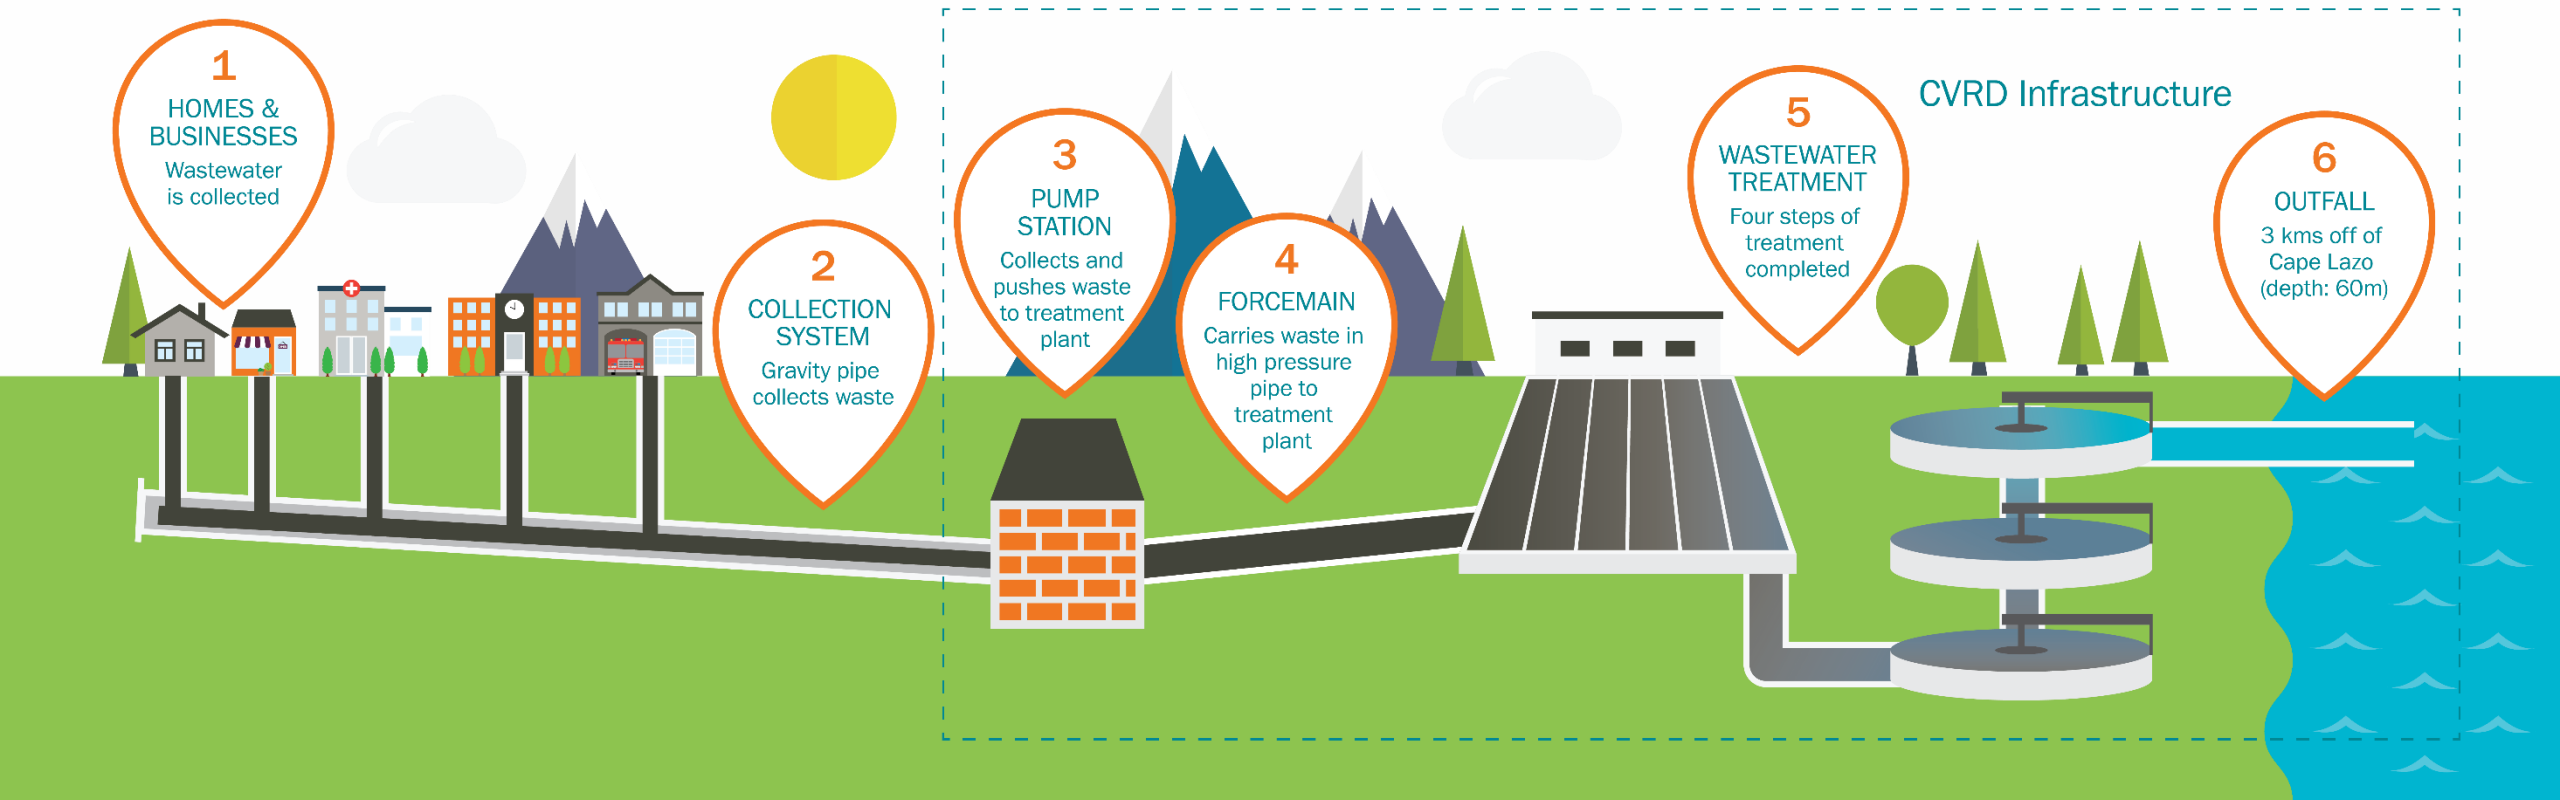 1
HOMES &
BUSINESSES
Wastewater
is collected
2
COLLECTION
SYSTEM
Gravity pipe
collects waste
3
PUMP
STATION
Collects and
pushes waste
to treatment
plant
4
FORCEMAIN
Carries waste in
high pressure
pipe to
treatment
plant
5
WASTEWATER
TREATMENT
Four steps of
treatment
completed
CVRD Infrastructure
6
OUTFALL
3 kms off of
Cape Lazo
(depth: 60m)